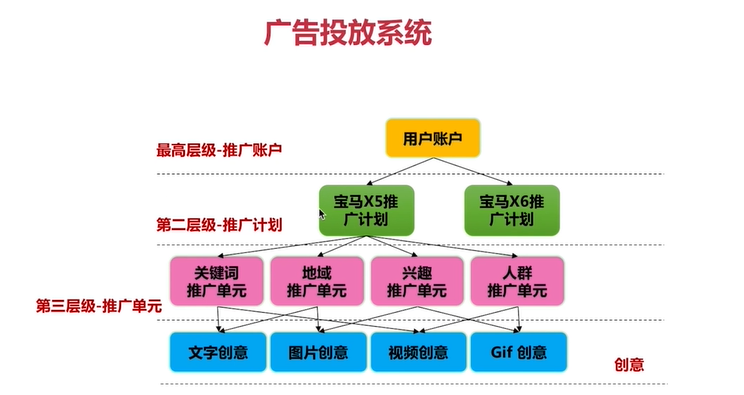 广告投放系统
用户账户
最高层级-推广账户
宝马X5推
广计划
宝马X6推
广计划
第二层级-推广计划
关键词
推广单元
地域
推广单元
兴趣
推广单元
人群
推广单元
第三层级-推广单元
文字创意
图片创意
视频创意
Gif 创意
创意